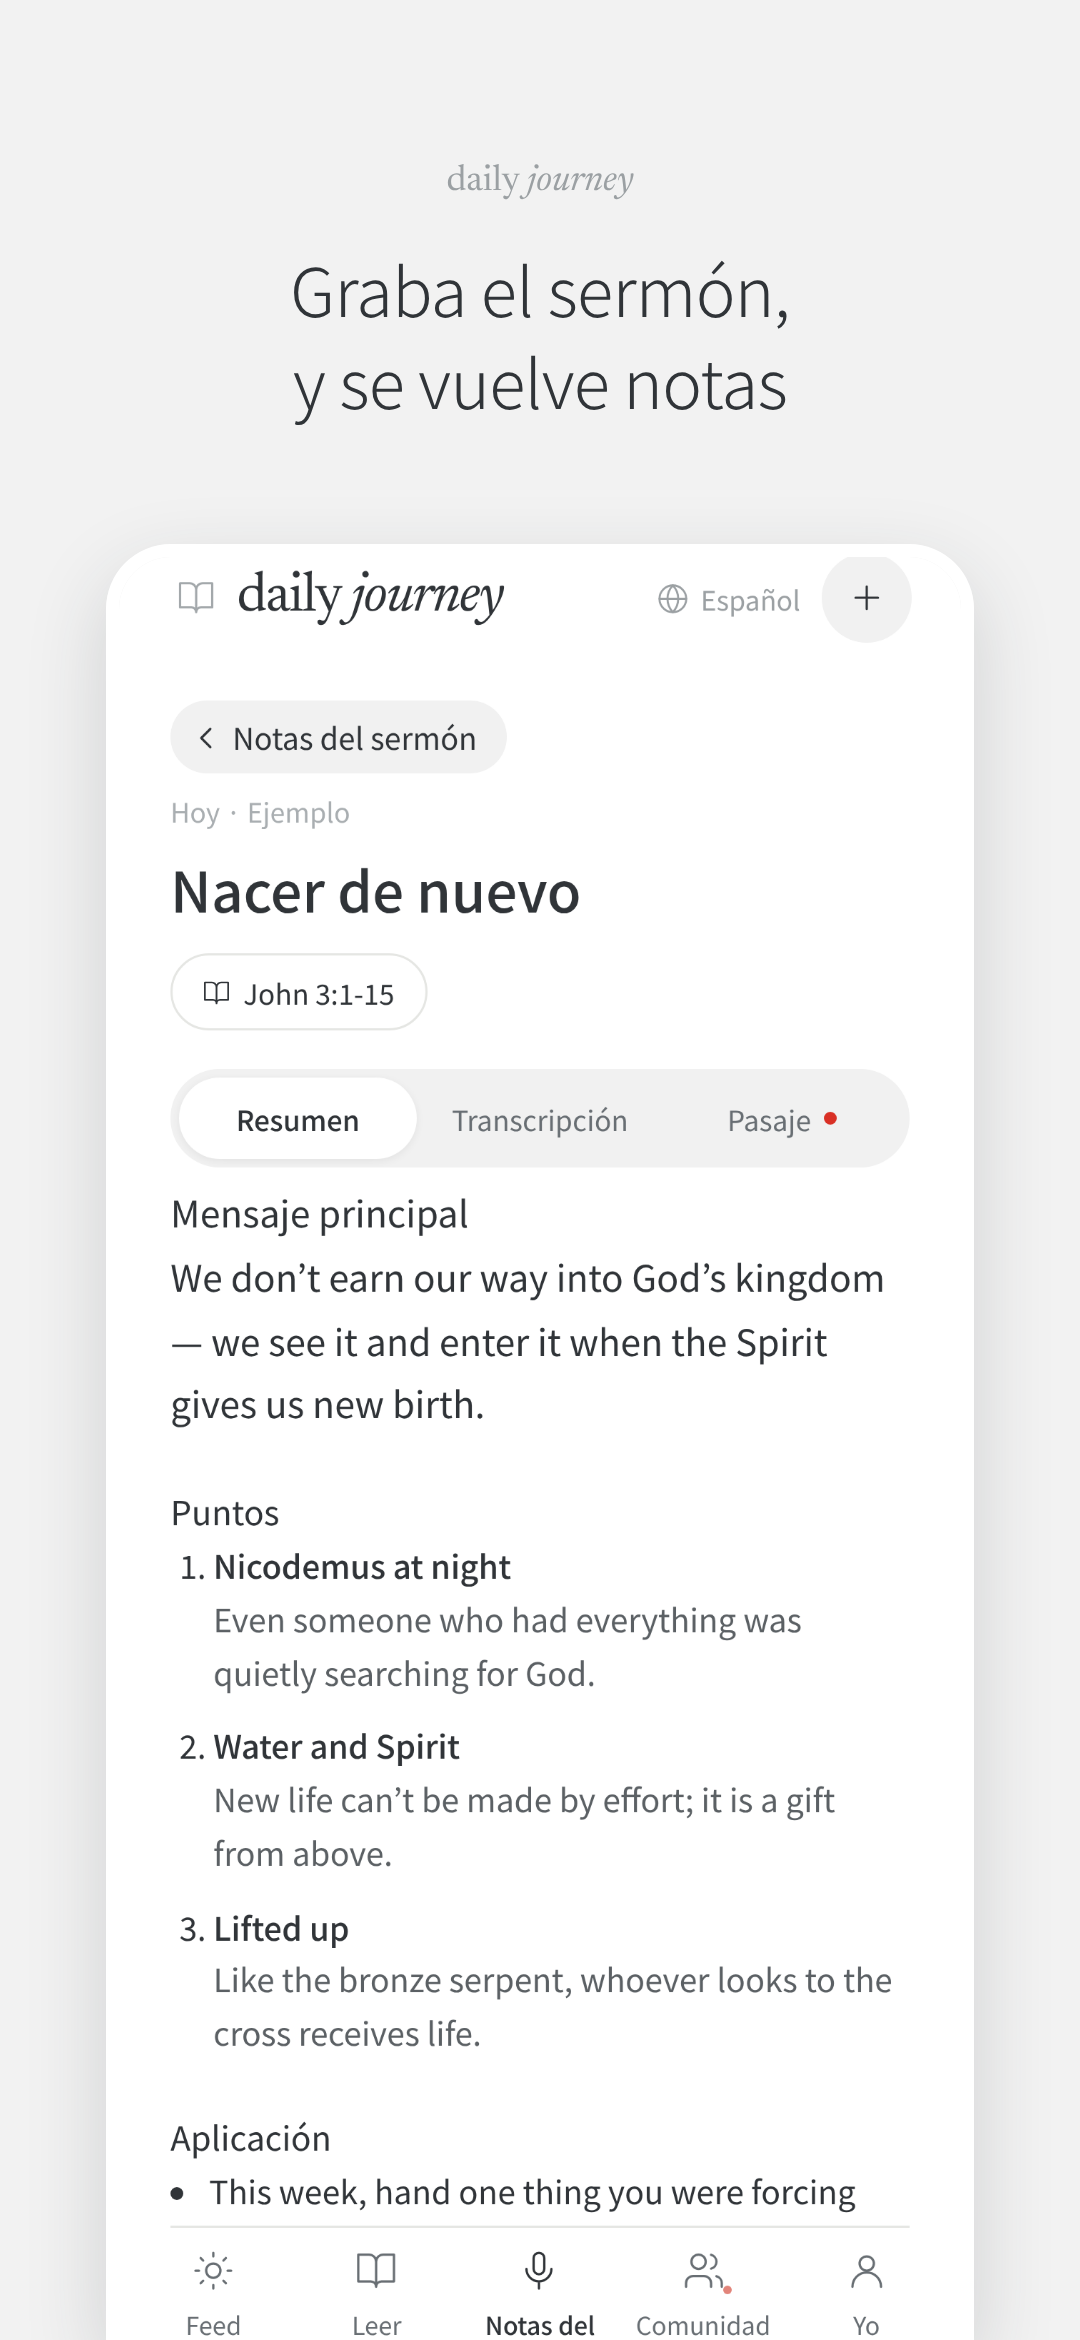 daily journey
Graba el sermón,
y se vuelve notas
daily journey
Español
Notas del sermón
Hoy · Ejemplo
Nacer de nuevo
John 3:1-15
Resumen
Transcripción
Pasaje
Mensaje principal
We don’t earn our way into God’s kingdom
— we see it and enter it when the Spirit
gives us new birth.
Puntos
1. Nicodemus at night
Even someone who had everything was
quietly searching for God.
2. Water and Spirit
New life can’t be made by effort; it is a gift
from above.
3. Lifted up
Like the bronze serpent, whoever looks to the
cross receives life.
Aplicación
• This week, hand one thing you were forcing
Feed
Leer
Notas del
Comunidad
Yo